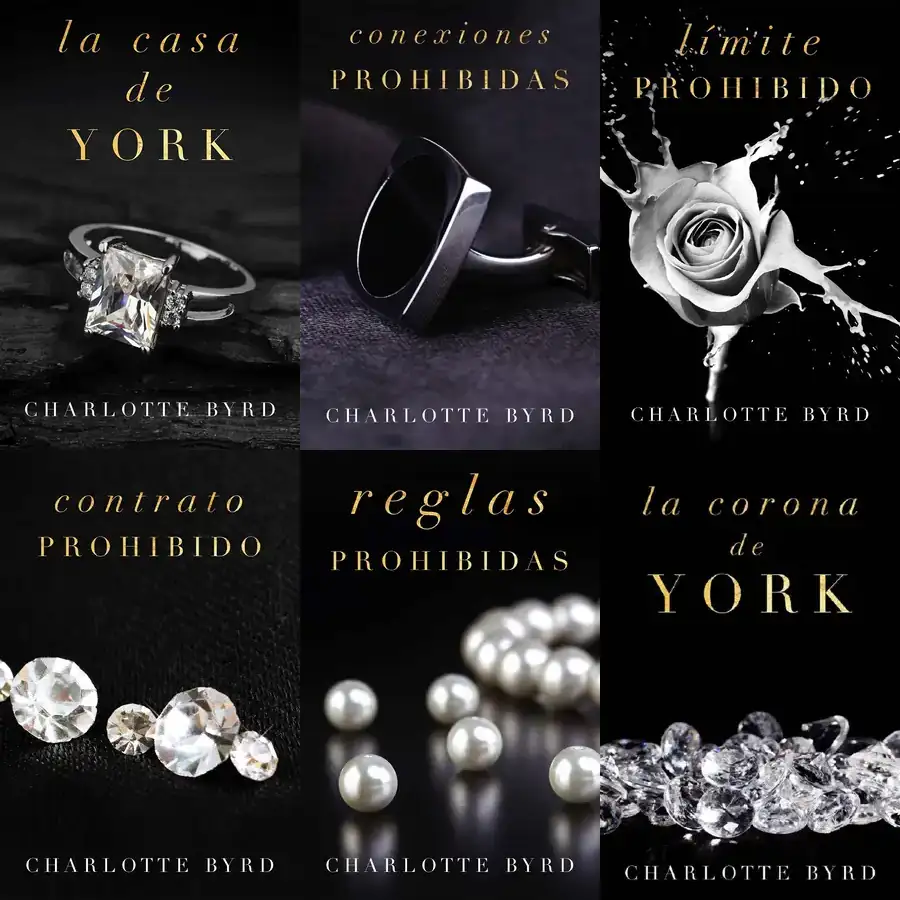 la casa
de
YORK
CHARLOTTE BYRD
conexiones
PROHIBIDAS
CHARLOTTE BYRD
límite
PROHIBIDO
CHARLOTTE BYRD
contrato
PROHIBIDO
CHARLOTTE BYRD
reglas
PROHIBIDAS
CHARLOTTE BYRD
la corona
de
YORK
CHARLOTTE BYRD